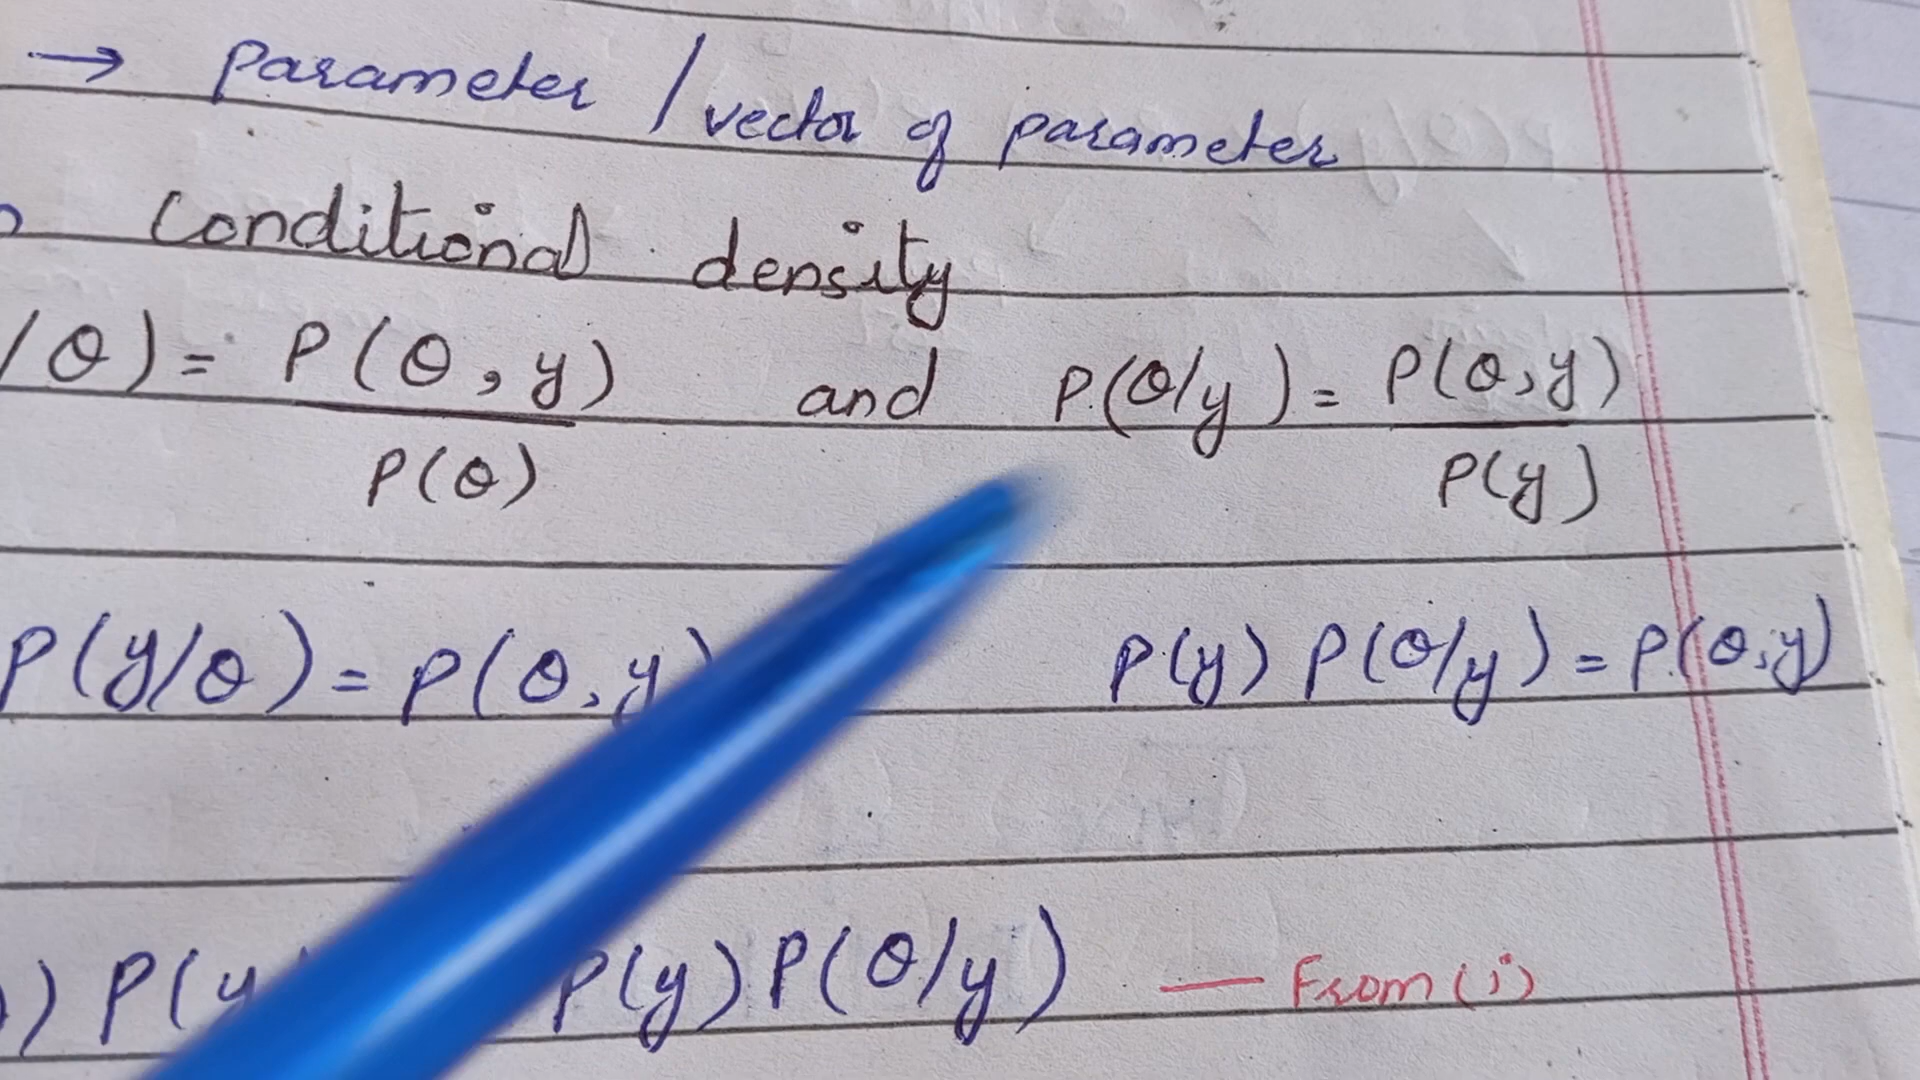 → Parameter / vector of parameter
conditional density
/θ) = P(θ,y) / P(θ) and P(θ/y) = P(θ,y) / P(y)
P(y/θ) = P(θ,y) P(y) P(θ/y) = P(θ,y)
) P(y P(y) P(θ/y) — From (i)